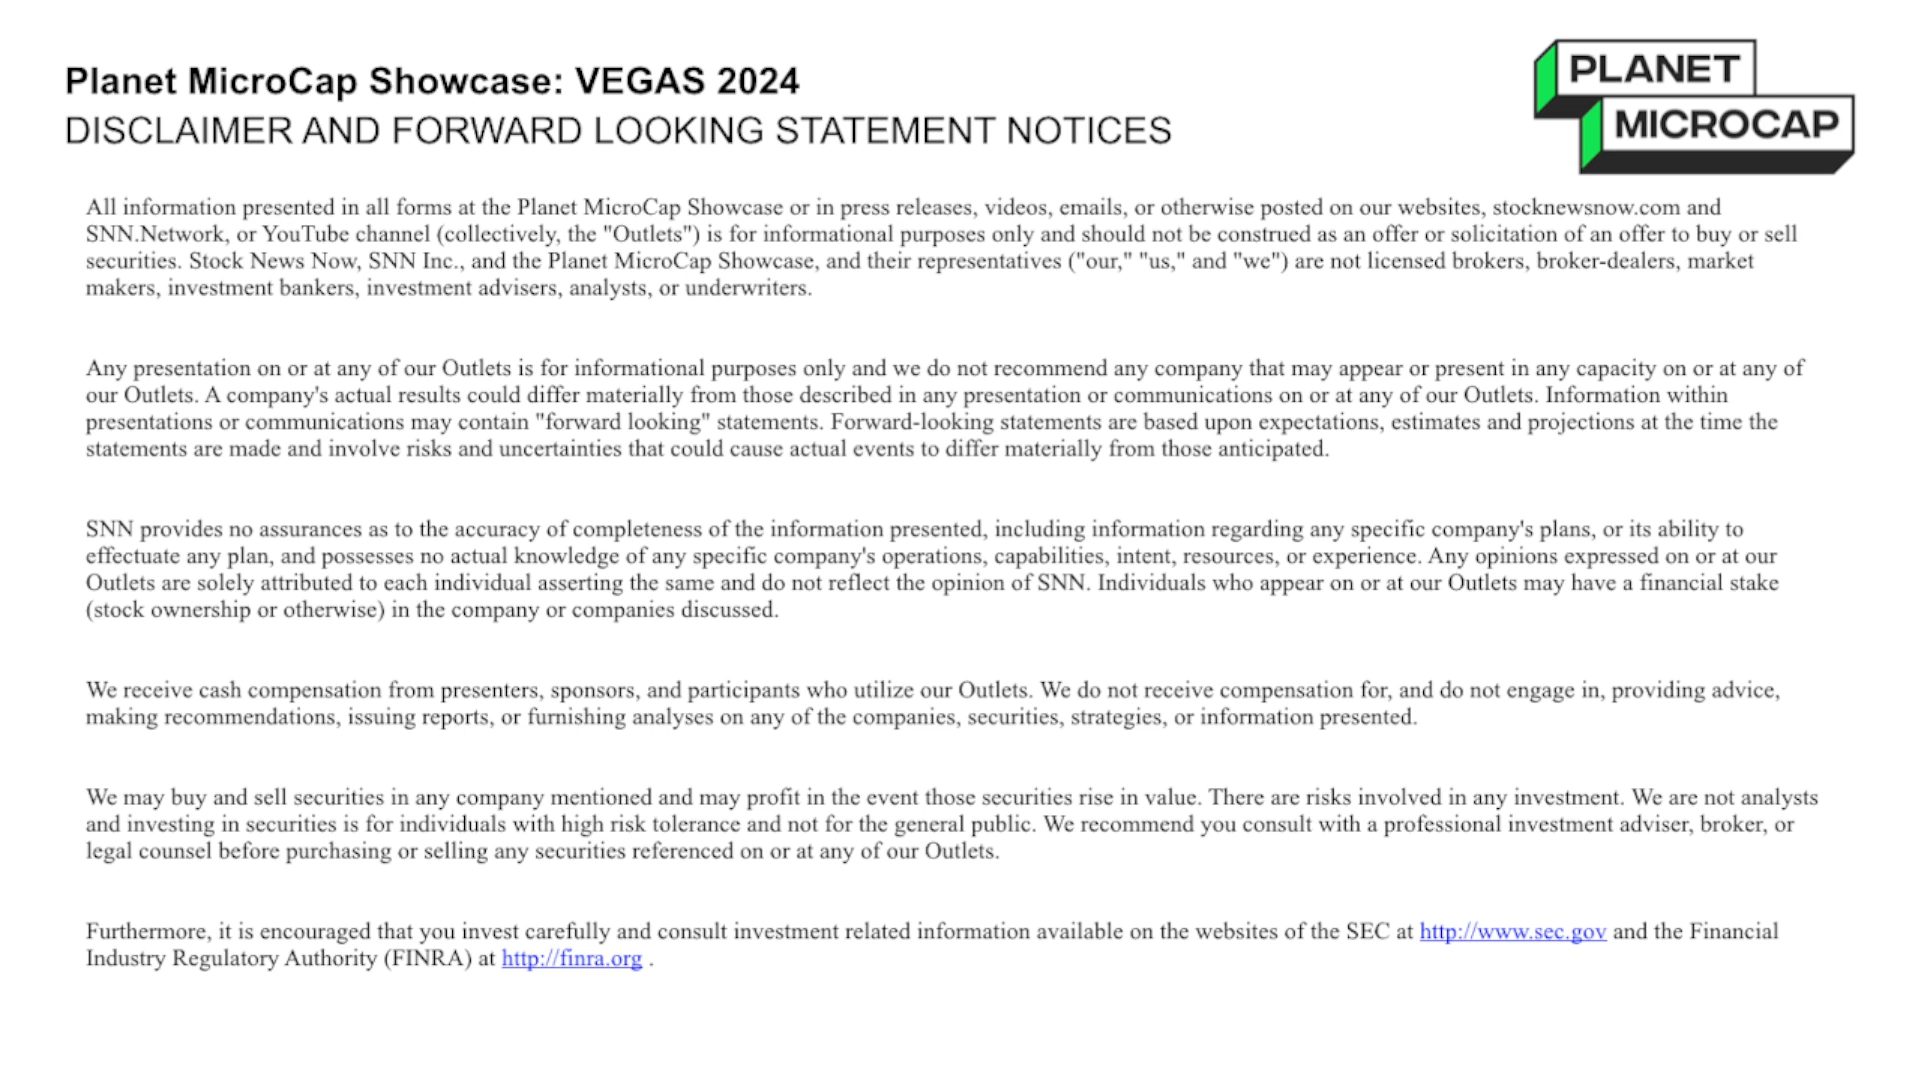 Planet MicroCap Showcase: VEGAS 2024
DISCLAIMER AND FORWARD LOOKING STATEMENT NOTICES
PLANET
MICROCAP
All information presented in all forms at the Planet MicroCap Showcase or in press releases, videos, emails, or otherwise posted on our websites, stocknewsnow.com and
SNN.Network, or YouTube channel (collectively, the "Outlets") is for informational purposes only and should not be construed as an offer or solicitation of an offer to buy or sell
securities. Stock News Now, SNN Inc., and the Planet MicroCap Showcase, and their representatives ("our," "us," and "we") are not licensed brokers, broker-dealers, market
makers, investment bankers, investment advisers, analysts, or underwriters.
Any presentation on or at any of our Outlets is for informational purposes only and we do not recommend any company that may appear or present in any capacity on or at any of
our Outlets. A company's actual results could differ materially from those described in any presentation or communications on or at any of our Outlets. Information within
presentations or communications may contain "forward looking" statements. Forward-looking statements are based upon expectations, estimates and projections at the time the
statements are made and involve risks and uncertainties that could cause actual events to differ materially from those anticipated.
SNN provides no assurances as to the accuracy of completeness of the information presented, including information regarding any specific company's plans, or its ability to
effectuate any plan, and possesses no actual knowledge of any specific company's operations, capabilities, intent, resources, or experience. Any opinions expressed on or at our
Outlets are solely attributed to each individual asserting the same and do not reflect the opinion of SNN. Individuals who appear on or at our Outlets may have a financial stake
(stock ownership or otherwise) in the company or companies discussed.
We receive cash compensation from presenters, sponsors, and participants who utilize our Outlets. We do not receive compensation for, and do not engage in, providing advice,
making recommendations, issuing reports, or furnishing analyses on any of the companies, securities, strategies, or information presented.
We may buy and sell securities in any company mentioned and may profit in the event those securities rise in value. There are risks involved in any investment. We are not analysts
and investing in securities is for individuals with high risk tolerance and not for the general public. We recommend you consult with a professional investment adviser, broker, or
legal counsel before purchasing or selling any securities referenced on or at any of our Outlets.
Furthermore, it is encouraged that you invest carefully and consult investment related information available on the websites of the SEC at http://www.sec.gov and the Financial
Industry Regulatory Authority (FINRA) at http://finra.org .